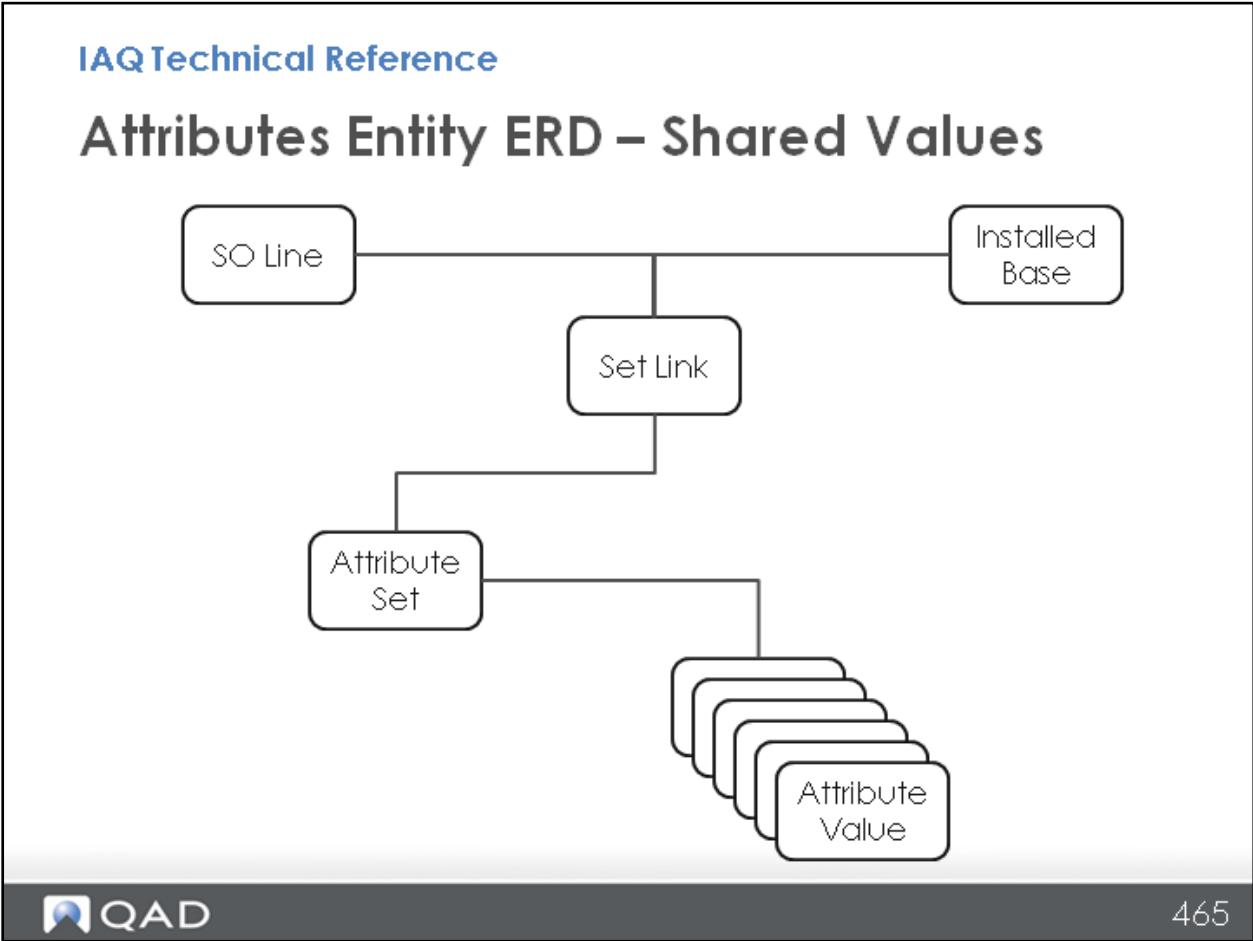 IAQ Technical Reference
Attributes Entity ERD – Shared Values
SO Line
Installed
Base
Set Link
Attribute
Set
Attribute
Value
QAD
465